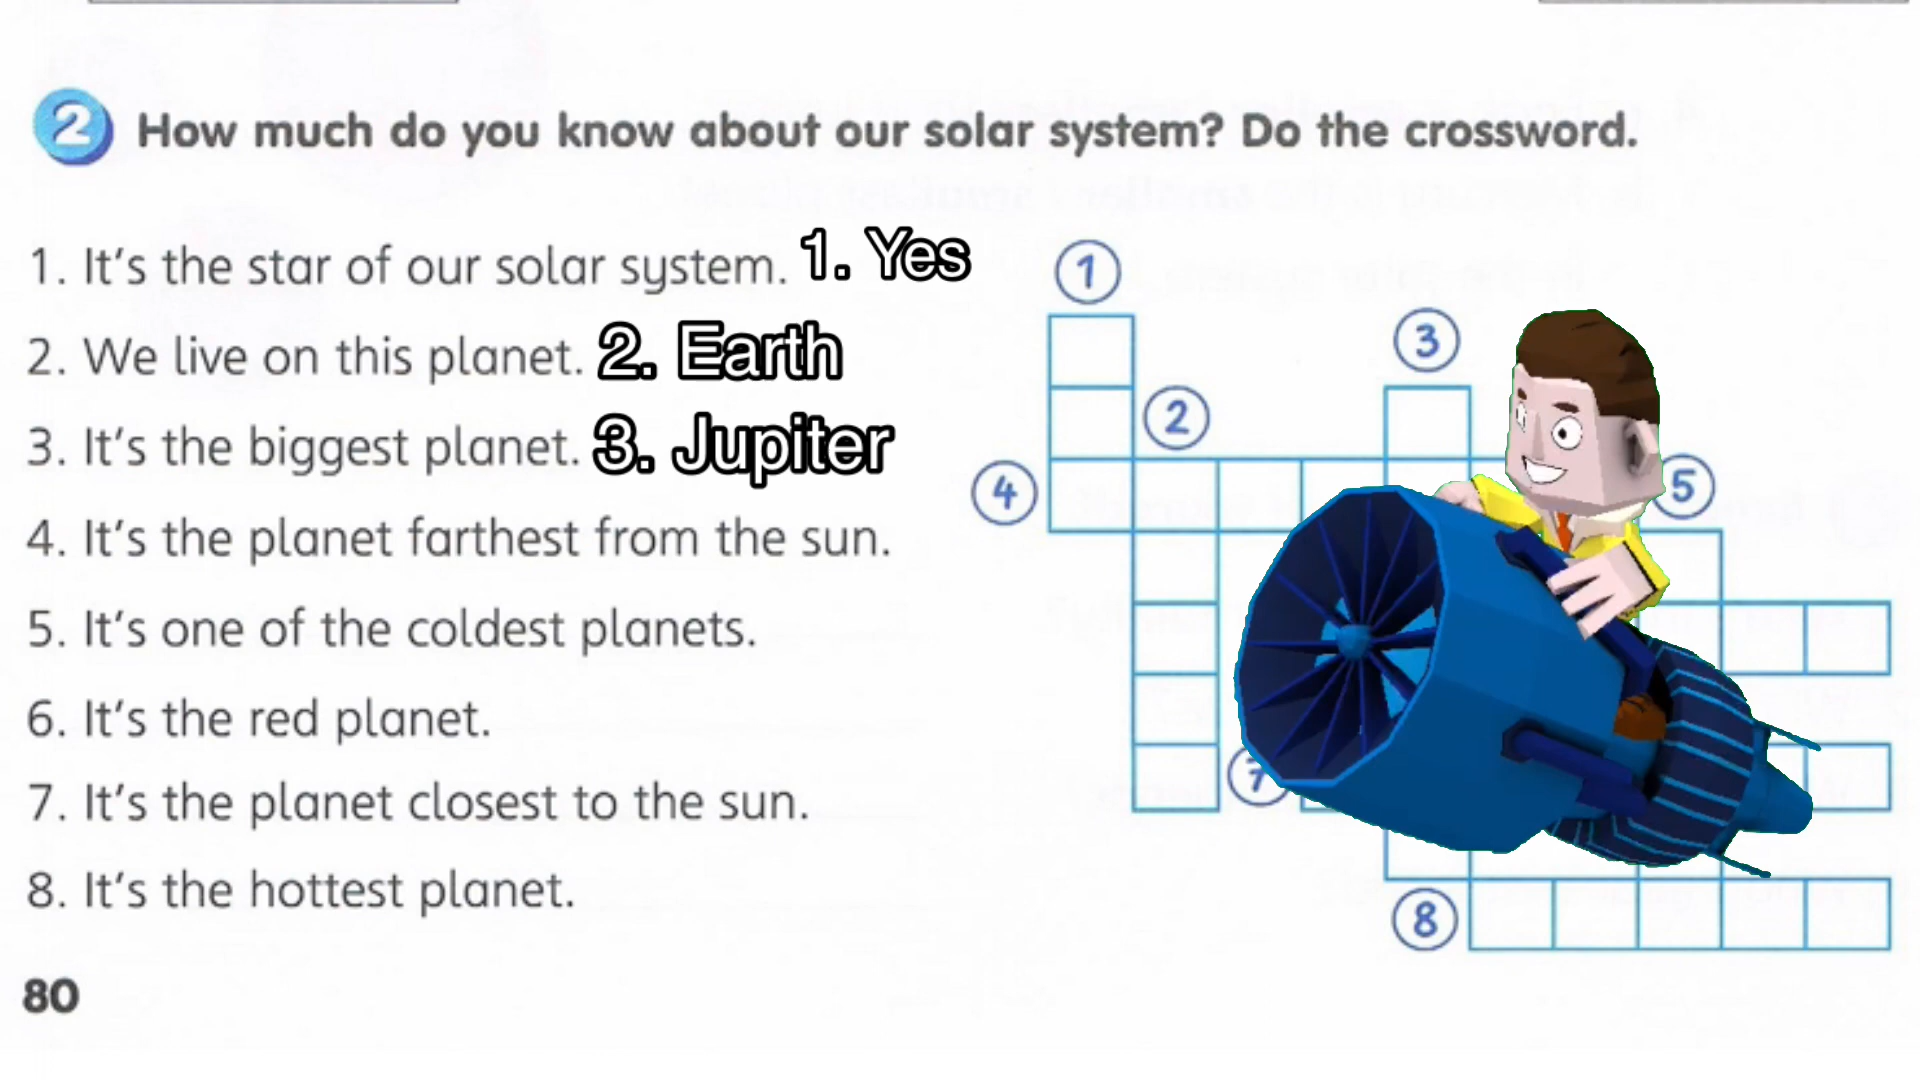 2 How much do you know about our solar system? Do the crossword.
1. It's the star of our solar system. 1. Yes
2. We live on this planet. 2. Earth
3. It's the biggest planet. 3. Jupiter
4. It's the planet farthest from the sun.
5. It's one of the coldest planets.
6. It's the red planet.
7. It's the planet closest to the sun.
8. It's the hottest planet.
1
3
2
4
5
7
8
80